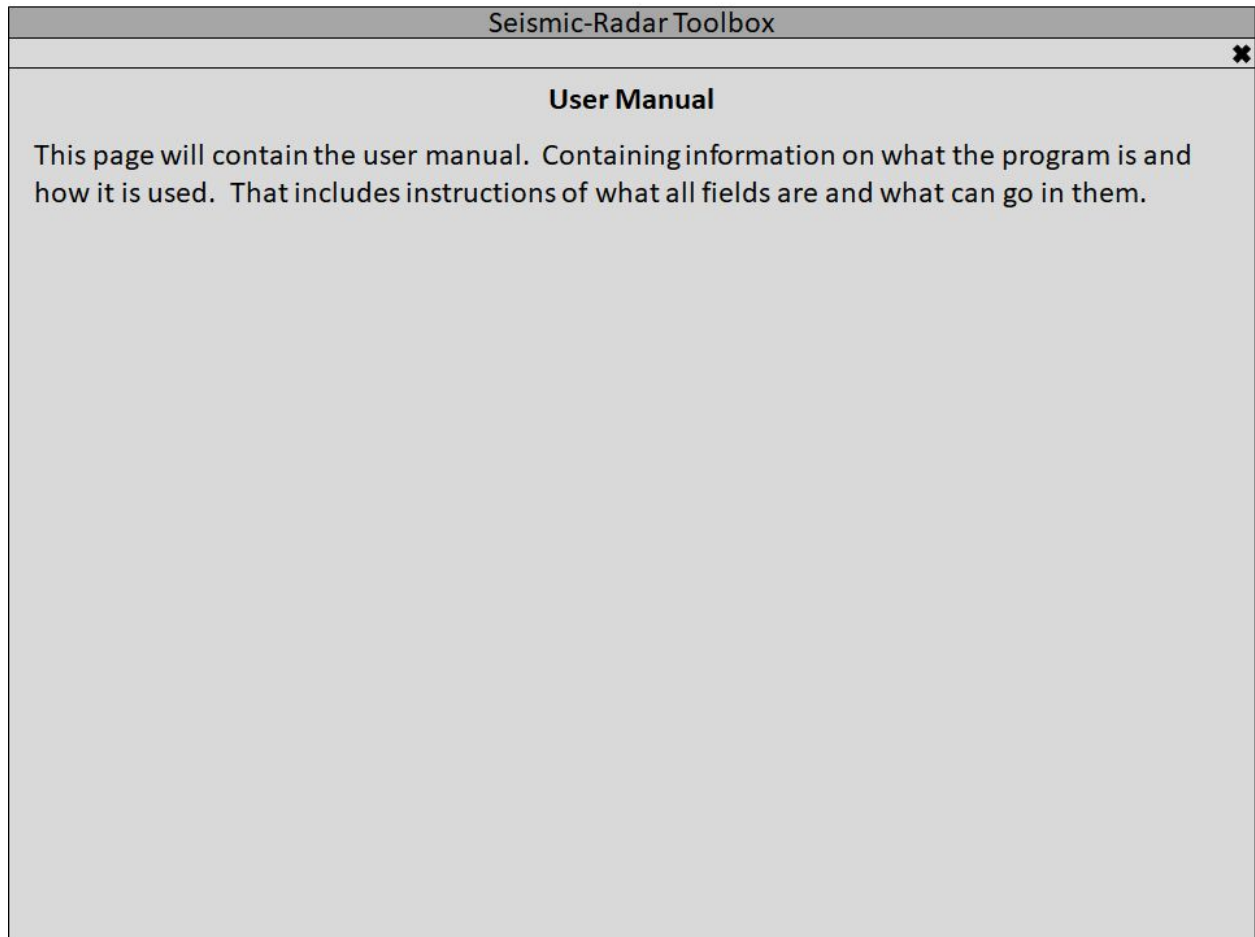 Seismic-Radar Toolbox
✖
User Manual
This page will contain the user manual.  Containing information on what the program is and
how it is used.  That includes instructions of what all fields are and what can go in them.